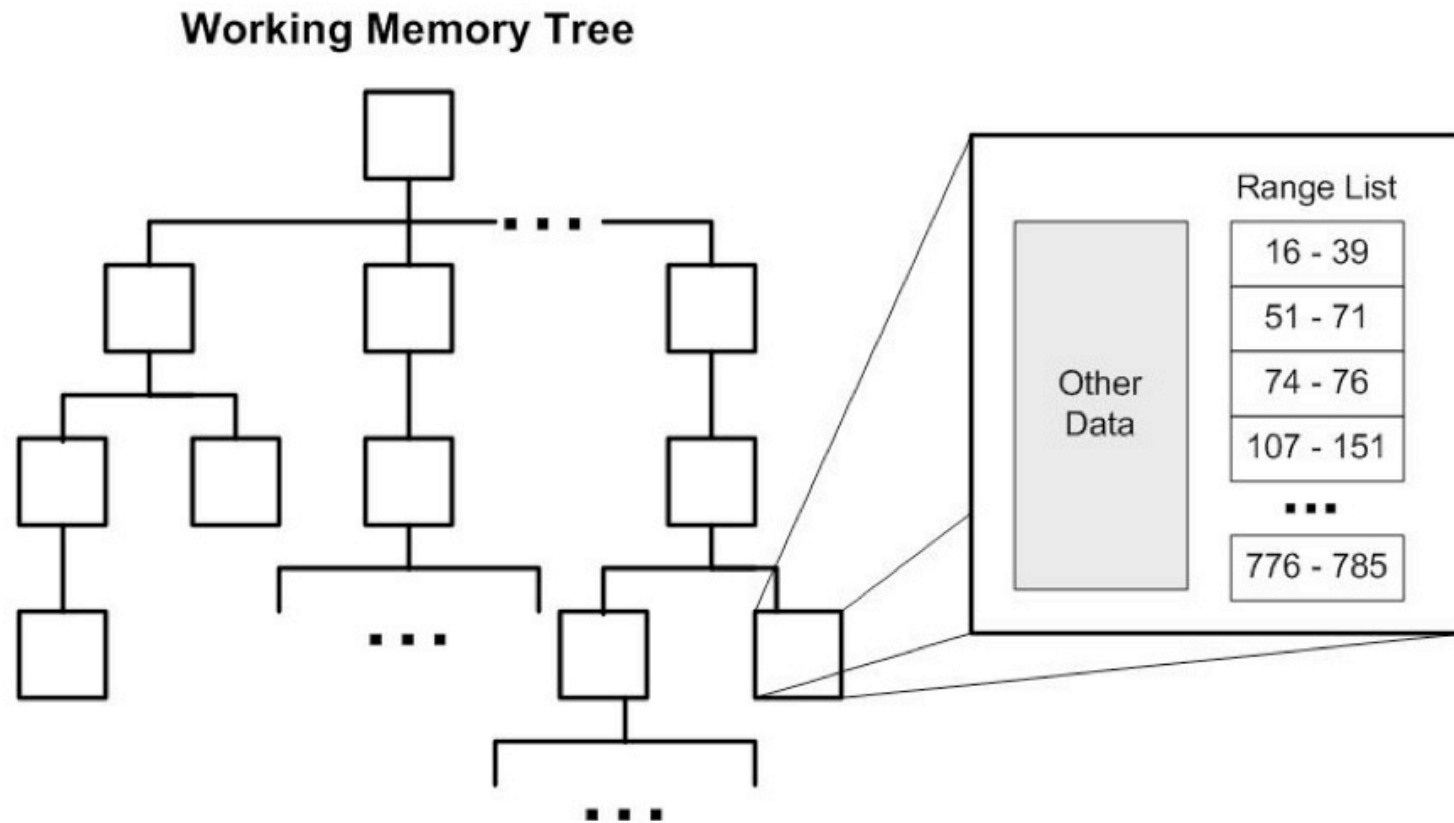 Working Memory Tree
Range List
16 - 39
51 - 71
74 - 76
107 - 151
776 - 785
Other
Data